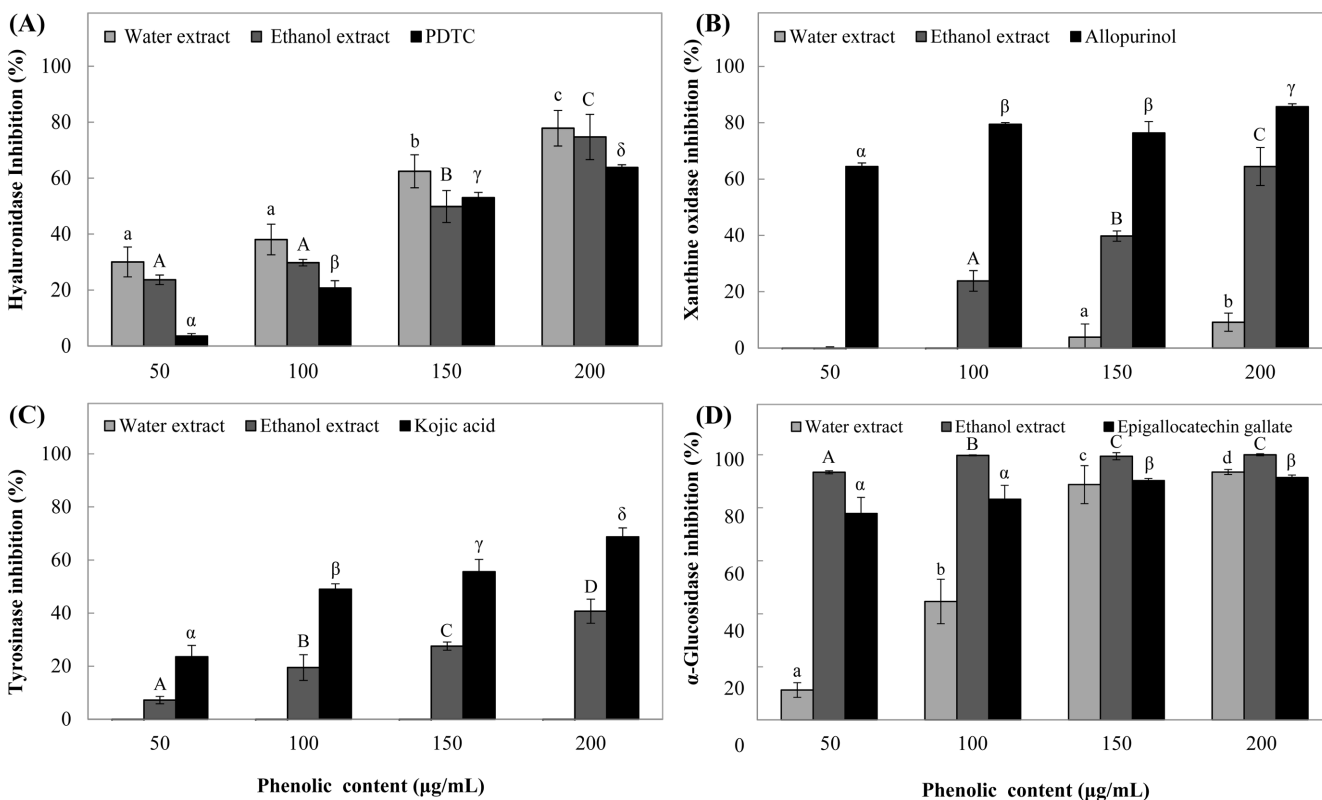 (A)
Water extract Ethanol extract PDTC
Hyaluronidase Inhibition (%)
100
80
60
40
20
0
a
A
α
a
A
β
b
B
γ
c
C
δ
50 100 150 200
(B)
Water extract Ethanol extract Allopurinol
Xanthine oxidase inhibition (%)
100
80
60
40
20
0
α
A
β
a
B
β
b
C
γ
50 100 150 200
(C)
Water extract Ethanol extract Kojic acid
Tyrosinase inhibition (%)
100
80
60
40
20
0
A
α
B
β
C
γ
D
δ
50 100 150 200
Phenolic content (μg/mL)
(D)
Water extract Ethanol extract Epigallocatechin gallate
α-Glucosidase inhibition (%)
100
80
60
40
20
0
a
A
α
b
B
α
c
C
β
d
C
β
50 100 150 200
Phenolic content (μg/mL)